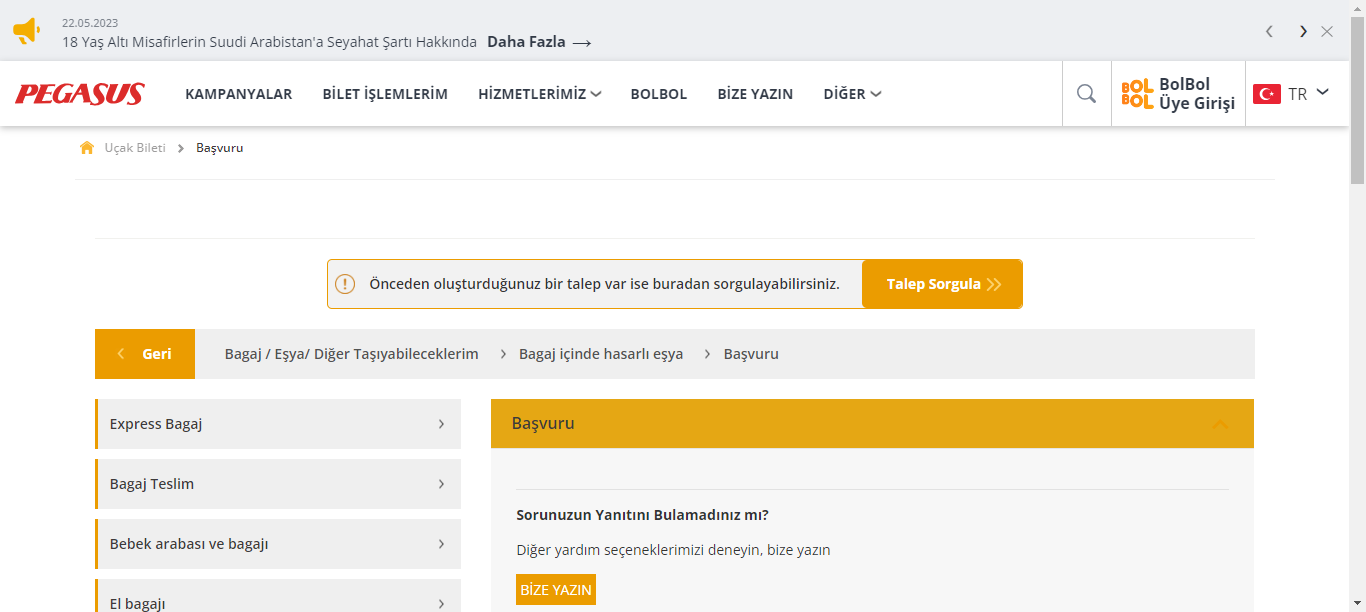 22.05.2023
18 Yaş Altı Misafirlerin Suudi Arabistan'a Seyahat Şartı Hakkında Daha Fazla
PEGASUS KAMPANYALAR BİLET İŞLEMLERİM HİZMETLERİMİZ BOLBOL BİZE YAZIN DİĞER BOL BOL BolBol Üye Girişi TR
Uçak Bileti Başvuru
Önceden oluşturduğunuz bir talep var ise buradan sorgulayabilirsiniz. Talep Sorgula
Geri Bagaj / Eşya/ Diğer Taşıyabileceklerim Bagaj içinde hasarlı eşya Başvuru
Express Bagaj
Bagaj Teslim
Bebek arabası ve bagajı
El bagajı
Başvuru
Sorunuzun Yanıtını Bulamadınız mı?
Diğer yardım seçeneklerimizi deneyin, bize yazın
BİZE YAZIN